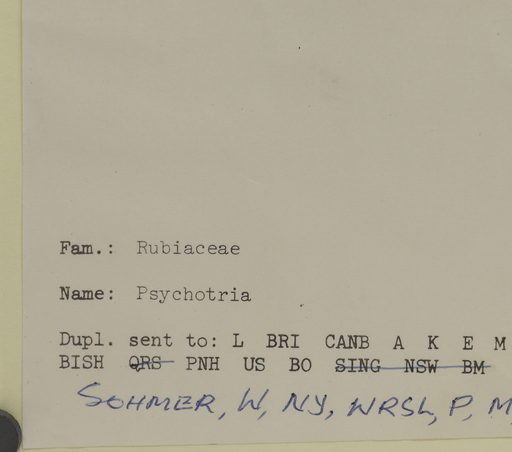 Fam.: Rubiaceae
Name: Psychotria
Dupl. sent to: L BRI CANB A K E M
BISH QRS PNH US BO SING NSW BM
SOHMER, W, NY, WRSL, P, M,